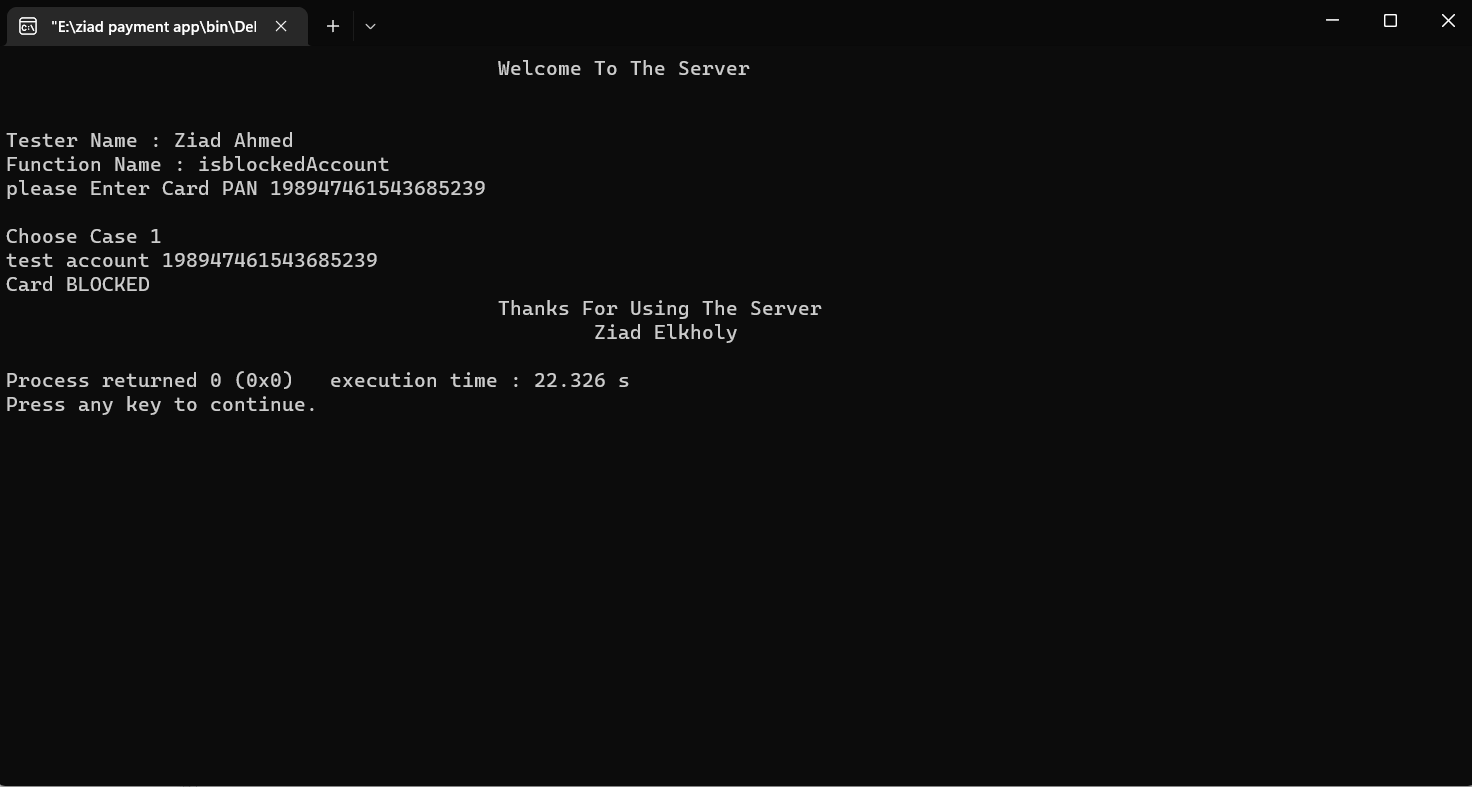 "E:\ziad payment app\bin\Del
Welcome To The Server
Tester Name : Ziad Ahmed
Function Name : isblockedAccount
please Enter Card PAN 198947461543685239
Choose Case 1
test account 198947461543685239
Card BLOCKED
Thanks For Using The Server
Ziad Elkholy
Process returned 0 (0x0)   execution time : 22.326 s
Press any key to continue.